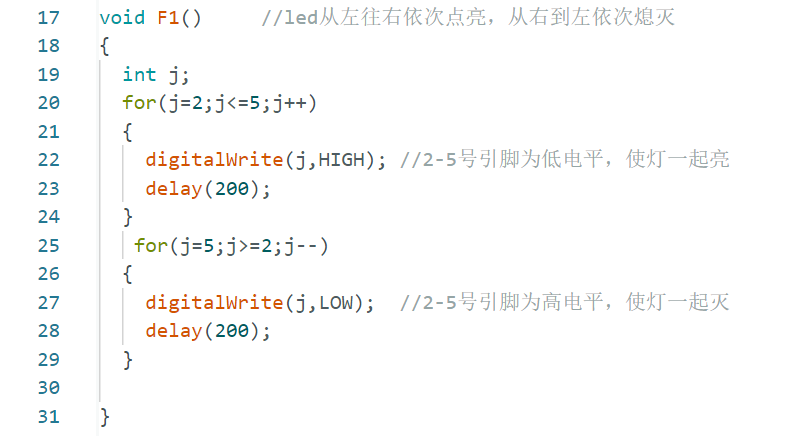 17 void F1() //led从左往右依次点亮，从右到左依次熄灭
18 {
19 int j;
20 for(j=2;j<=5;j++)
21 {
22 digitalWrite(j,HIGH); //2-5号引脚为低电平，使灯一起亮
23 delay(200);
24 }
25 for(j=5;j>=2;j--)
26 {
27 digitalWrite(j,LOW); //2-5号引脚为高电平，使灯一起灭
28 delay(200);
29 }
30
31 }